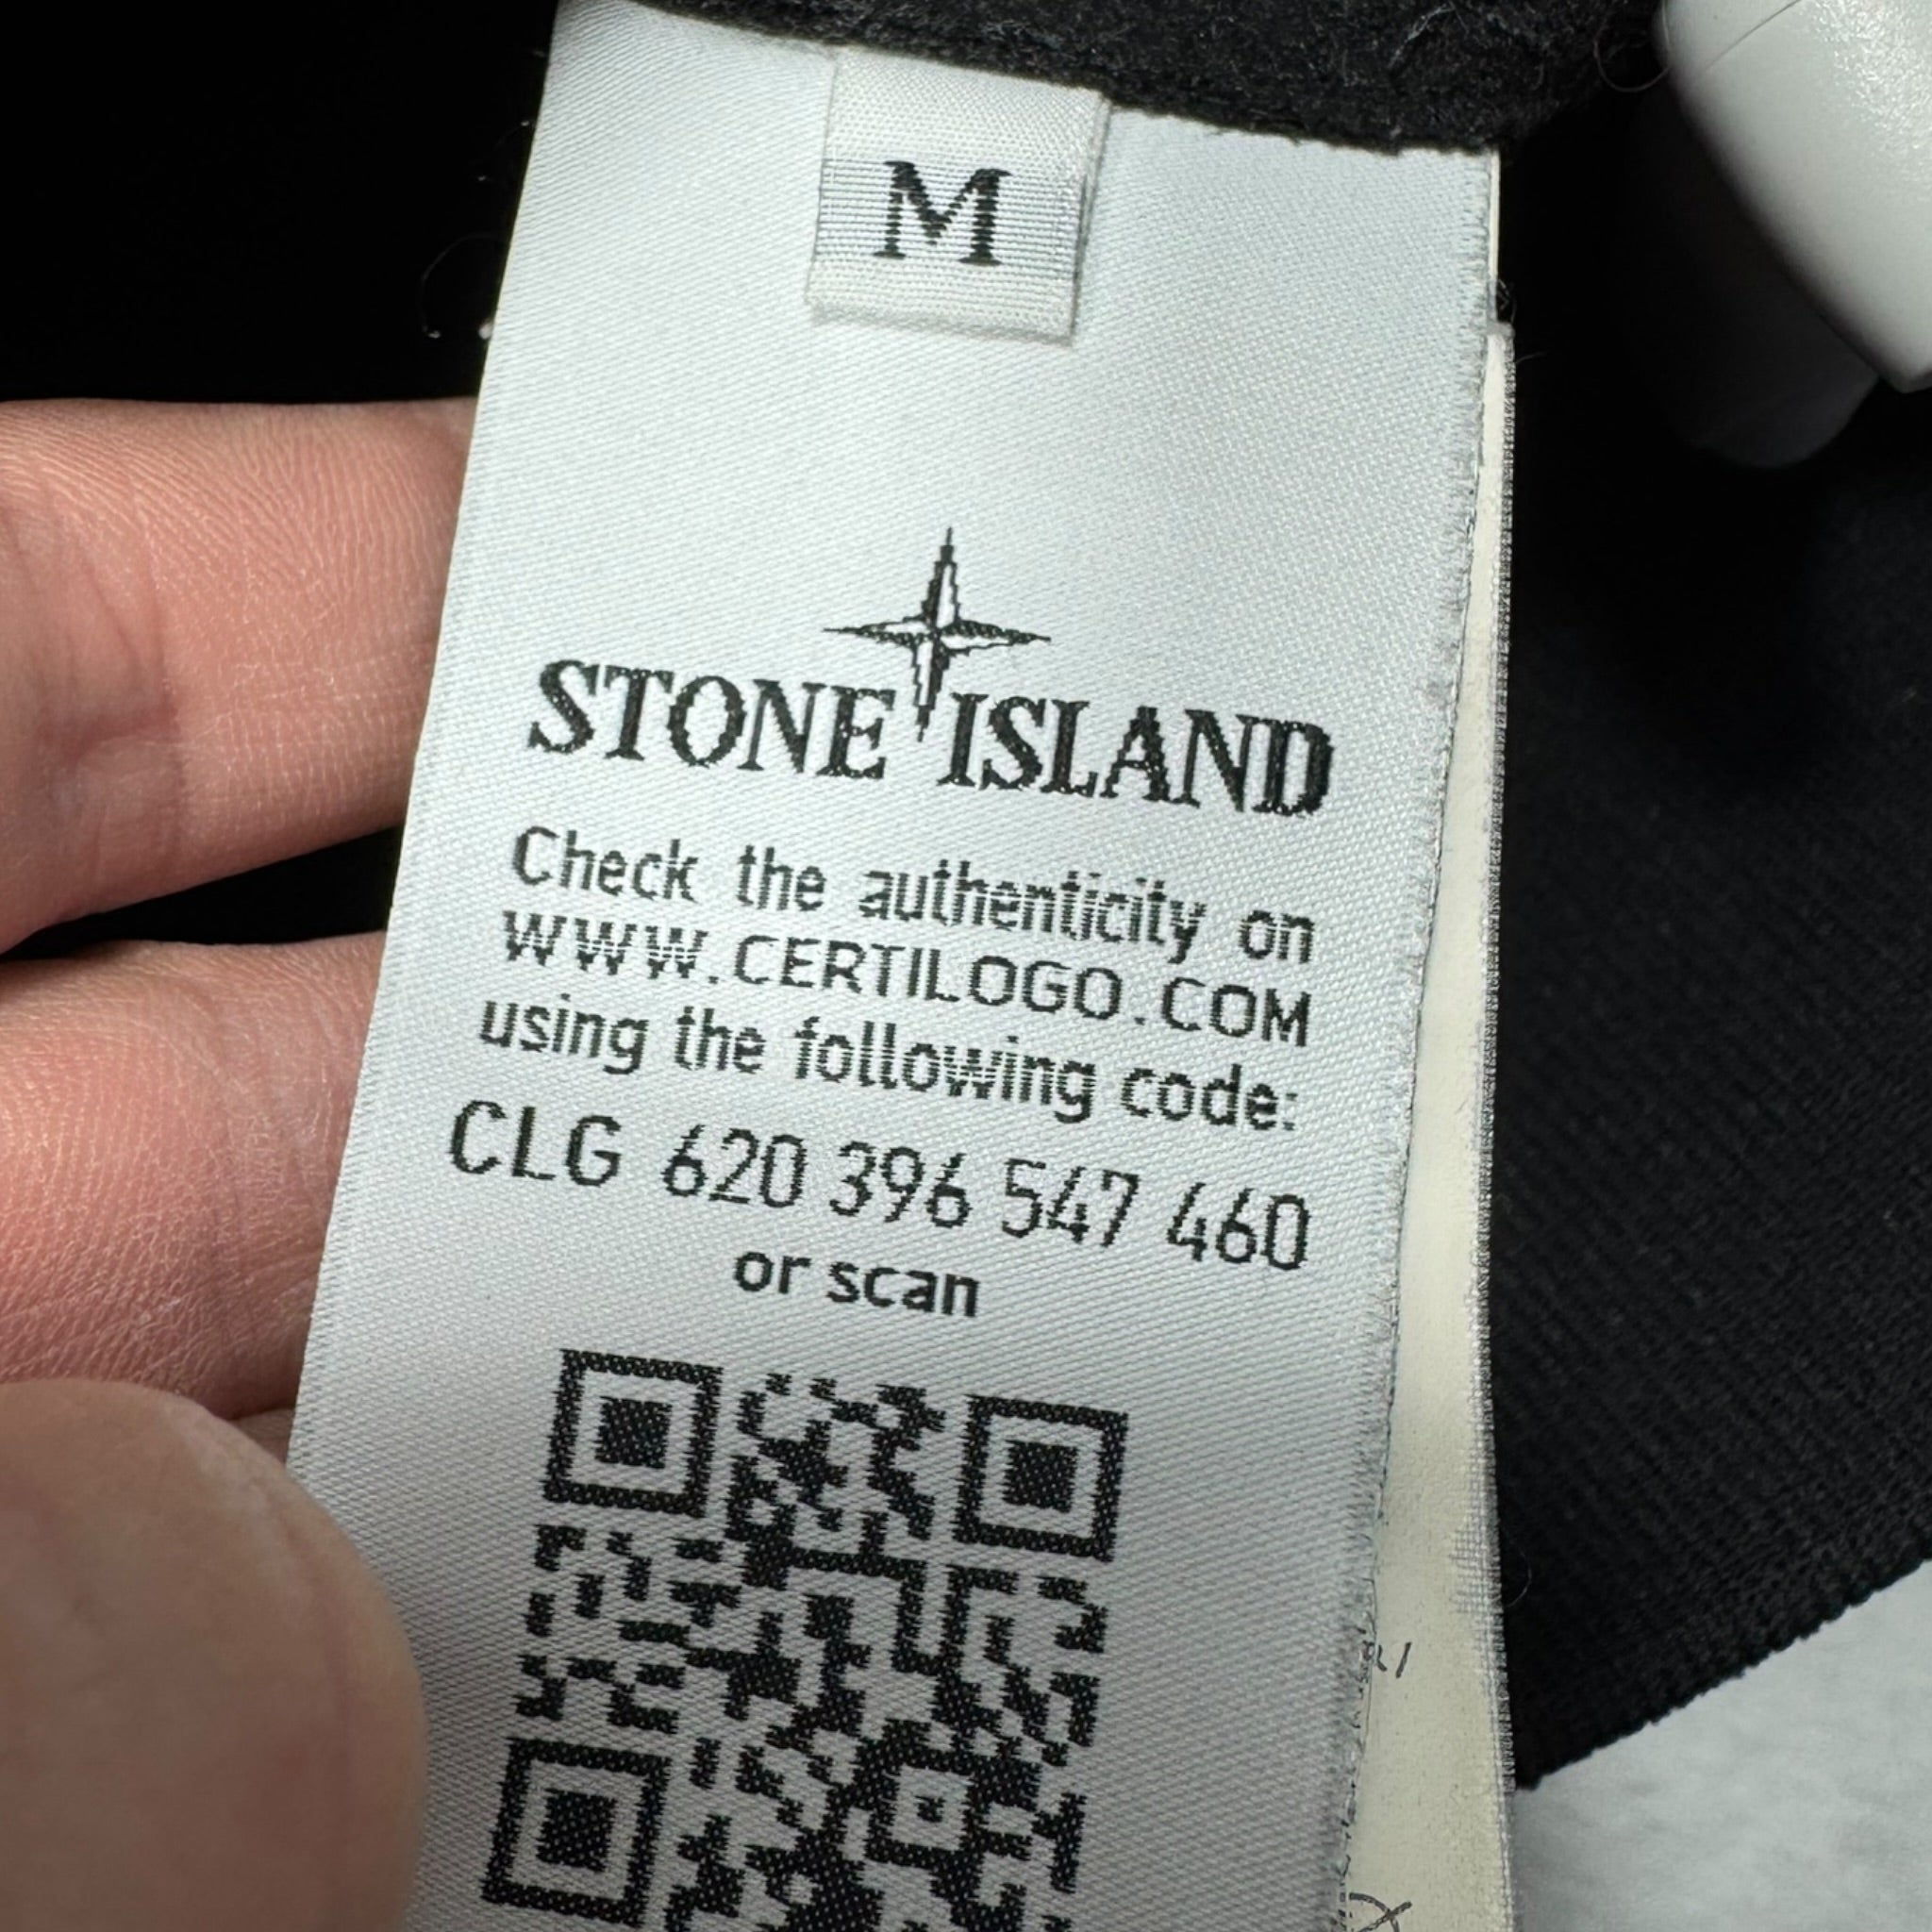 M
STONE ISLAND
Check the authenticity on
WWW.CERTILOGO.COM
using the following code:
CLG 620 396 547 460
or scan